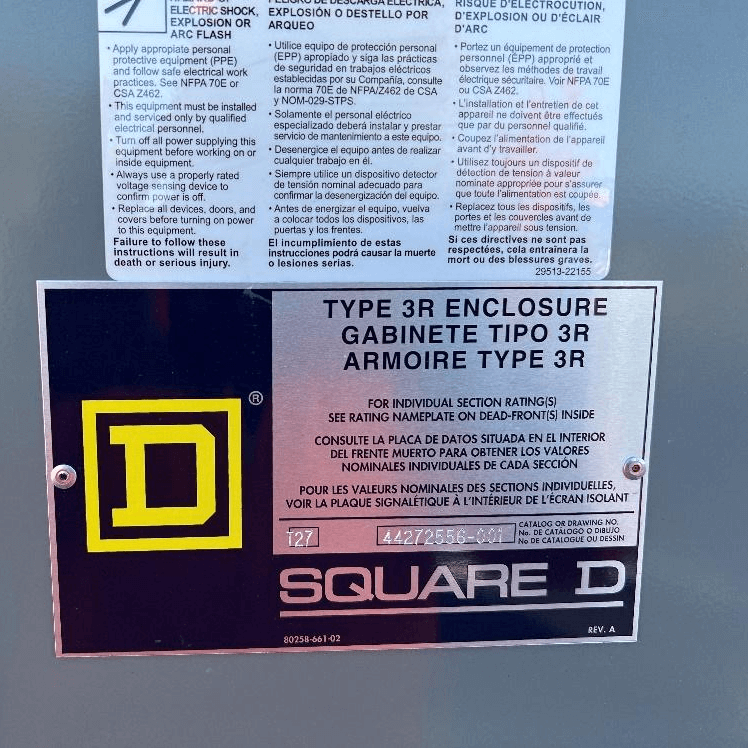 ELECTRIC SHOCK,
EXPLOSION OR
ARC FLASH
• Apply appropiate personal
protective equipment (PPE)
and follow safe electrical work
practices. See NFPA 70E or
CSA Z462.
• This equipment must be installed
and serviced only by qualified
electrical personnel.
• Turn off all power supplying this
equipment before working on or
inside equipment.
• Always use a properly rated
voltage sensing device to
confirm power is off.
• Replace all devices, doors, and
covers before turning on power
to this equipment.
Failure to follow these
instructions will result in
death or serious injury.
PELIGRO DE DESCARGA ELÉCTRICA,
EXPLOSIÓN O DESTELLO POR
ARQUEO
• Utilice equipo de protección personal
(EPP) apropiado y siga las prácticas
de seguridad en trabajos eléctricos
establecidas por su Compañía, consulte
la norma 70E de NFPA/Z462 de CSA
y NOM-029-STPS.
• Solamente el personal eléctrico
especializado deberá instalar y prestar
servicio de mantenimiento a este equipo.
• Desenergice el equipo antes de realizar
cualquier trabajo en él.
• Siempre utilice un dispositivo detector
de tensión nominal adecuado para
confirmar la desenergización del equipo.
• Antes de energizar el equipo, vuelva
a colocar todos los dispositivos, las
puertas y los frentes.
El incumplimiento de estas
instrucciones podrá causar la muerte
o lesiones serias.
RISQUE D'ÉLECTROCUTION,
D'EXPLOSION OU D'ÉCLAIR
D'ARC
• Portez un équipement de protection
personnel (ÉPP) approprié et
observez les méthodes de travail
électrique sécuritaire. Voir NFPA 70E
ou CSA Z462.
• L'installation et l'entretien de cet
appareil ne doivent être effectués
que par du personnel qualifié.
• Coupez l'alimentation de l'appareil
avant d'y travailler.
• Utilisez toujours un dispositif de
détection de tension à valeur
nominale appropriée pour s'assurer
que toute l'alimentation est coupée.
• Replacez tous les dispositifs, les
portes et les couvercles avant de
mettre l'appareil sous tension.
Si ces directives ne sont pas
respectées, cela entraînera la
mort ou des blessures graves.
29513-22155
TYPE 3R ENCLOSURE
GABINETE TIPO 3R
ARMOIRE TYPE 3R
FOR INDIVIDUAL SECTION RATING(S)
SEE RATING NAMEPLATE ON DEAD-FRONT(S) INSIDE
CONSULTE LA PLACA DE DATOS SITUADA EN EL INTERIOR
DEL FRENTE MUERTO PARA OBTENER LOS VALORES
NOMINALES INDIVIDUALES DE CADA SECCIÓN
POUR LES VALEURS NOMINALES DES SECTIONS INDIVIDUELLES,
VOIR LA PLAQUE SIGNALÉTIQUE À L'INTÉRIEUR DE L'ÉCRAN ISOLANT
T27 44272556-001
CATALOG OR DRAWING NO.
No. DE CATÁLOGO O DIBUJO
No DE CATALOGUE OU DESSIN
D ®
SQUARE D
80258-661-02
REV. A